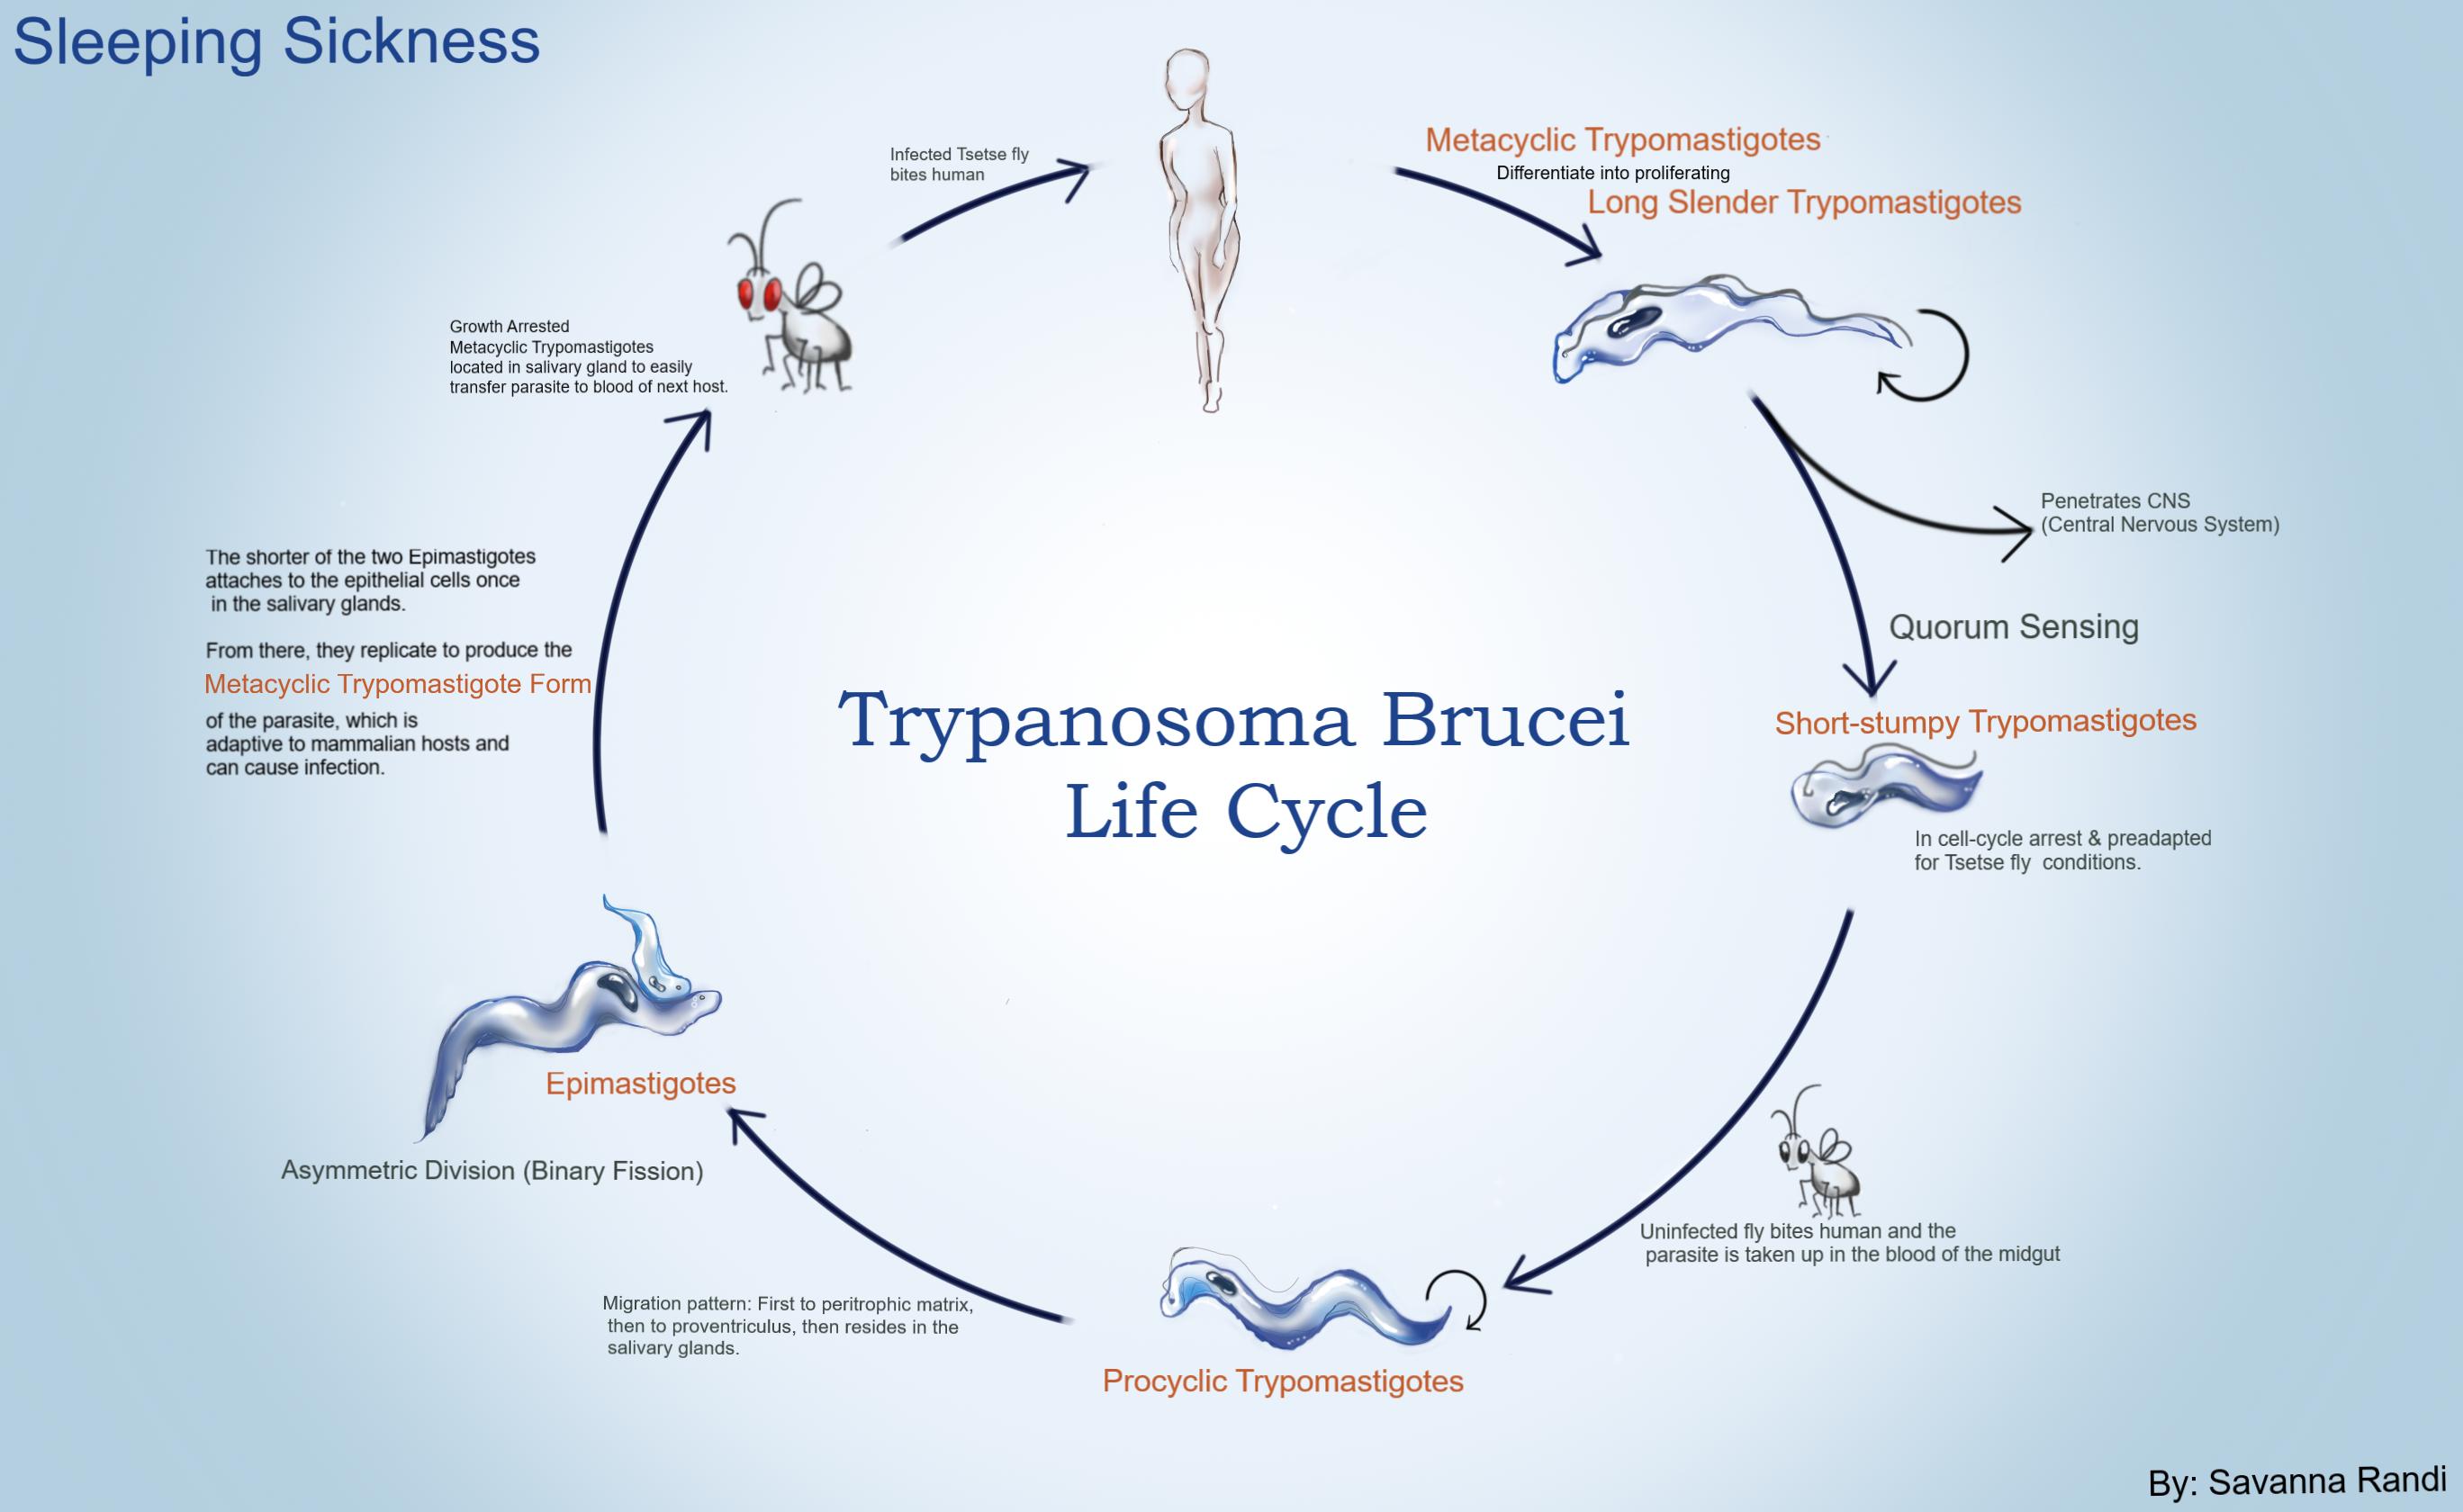 Sleeping Sickness
Infected Tsetse fly
bites human
Metacyclic Trypomastigotes
Differentiate into proliferating
Long Slender Trypomastigotes
Growth Arrested
Metacyclic Trypomastigotes
located in salivary gland to easily
transfer parasite to blood of next host.
Penetrates CNS
(Central Nervous System)
The shorter of the two Epimastigotes
attaches to the epithelial cells once
in the salivary glands.
From there, they replicate to produce the
Metacyclic Trypomastigote Form
of the parasite, which is
adaptive to mammalian hosts and
can cause infection.
Quorum Sensing
Trypanosoma Brucei
Life Cycle
Short-stumpy Trypomastigotes
In cell-cycle arrest & preadapted
for Tsetse fly conditions.
Epimastigotes
Asymmetric Division (Binary Fission)
Uninfected fly bites human and the
parasite is taken up in the blood of the midgut
Migration pattern: First to peritrophic matrix,
then to proventriculus, then resides in the
salivary glands.
Procyclic Trypomastigotes
By: Savanna Randi